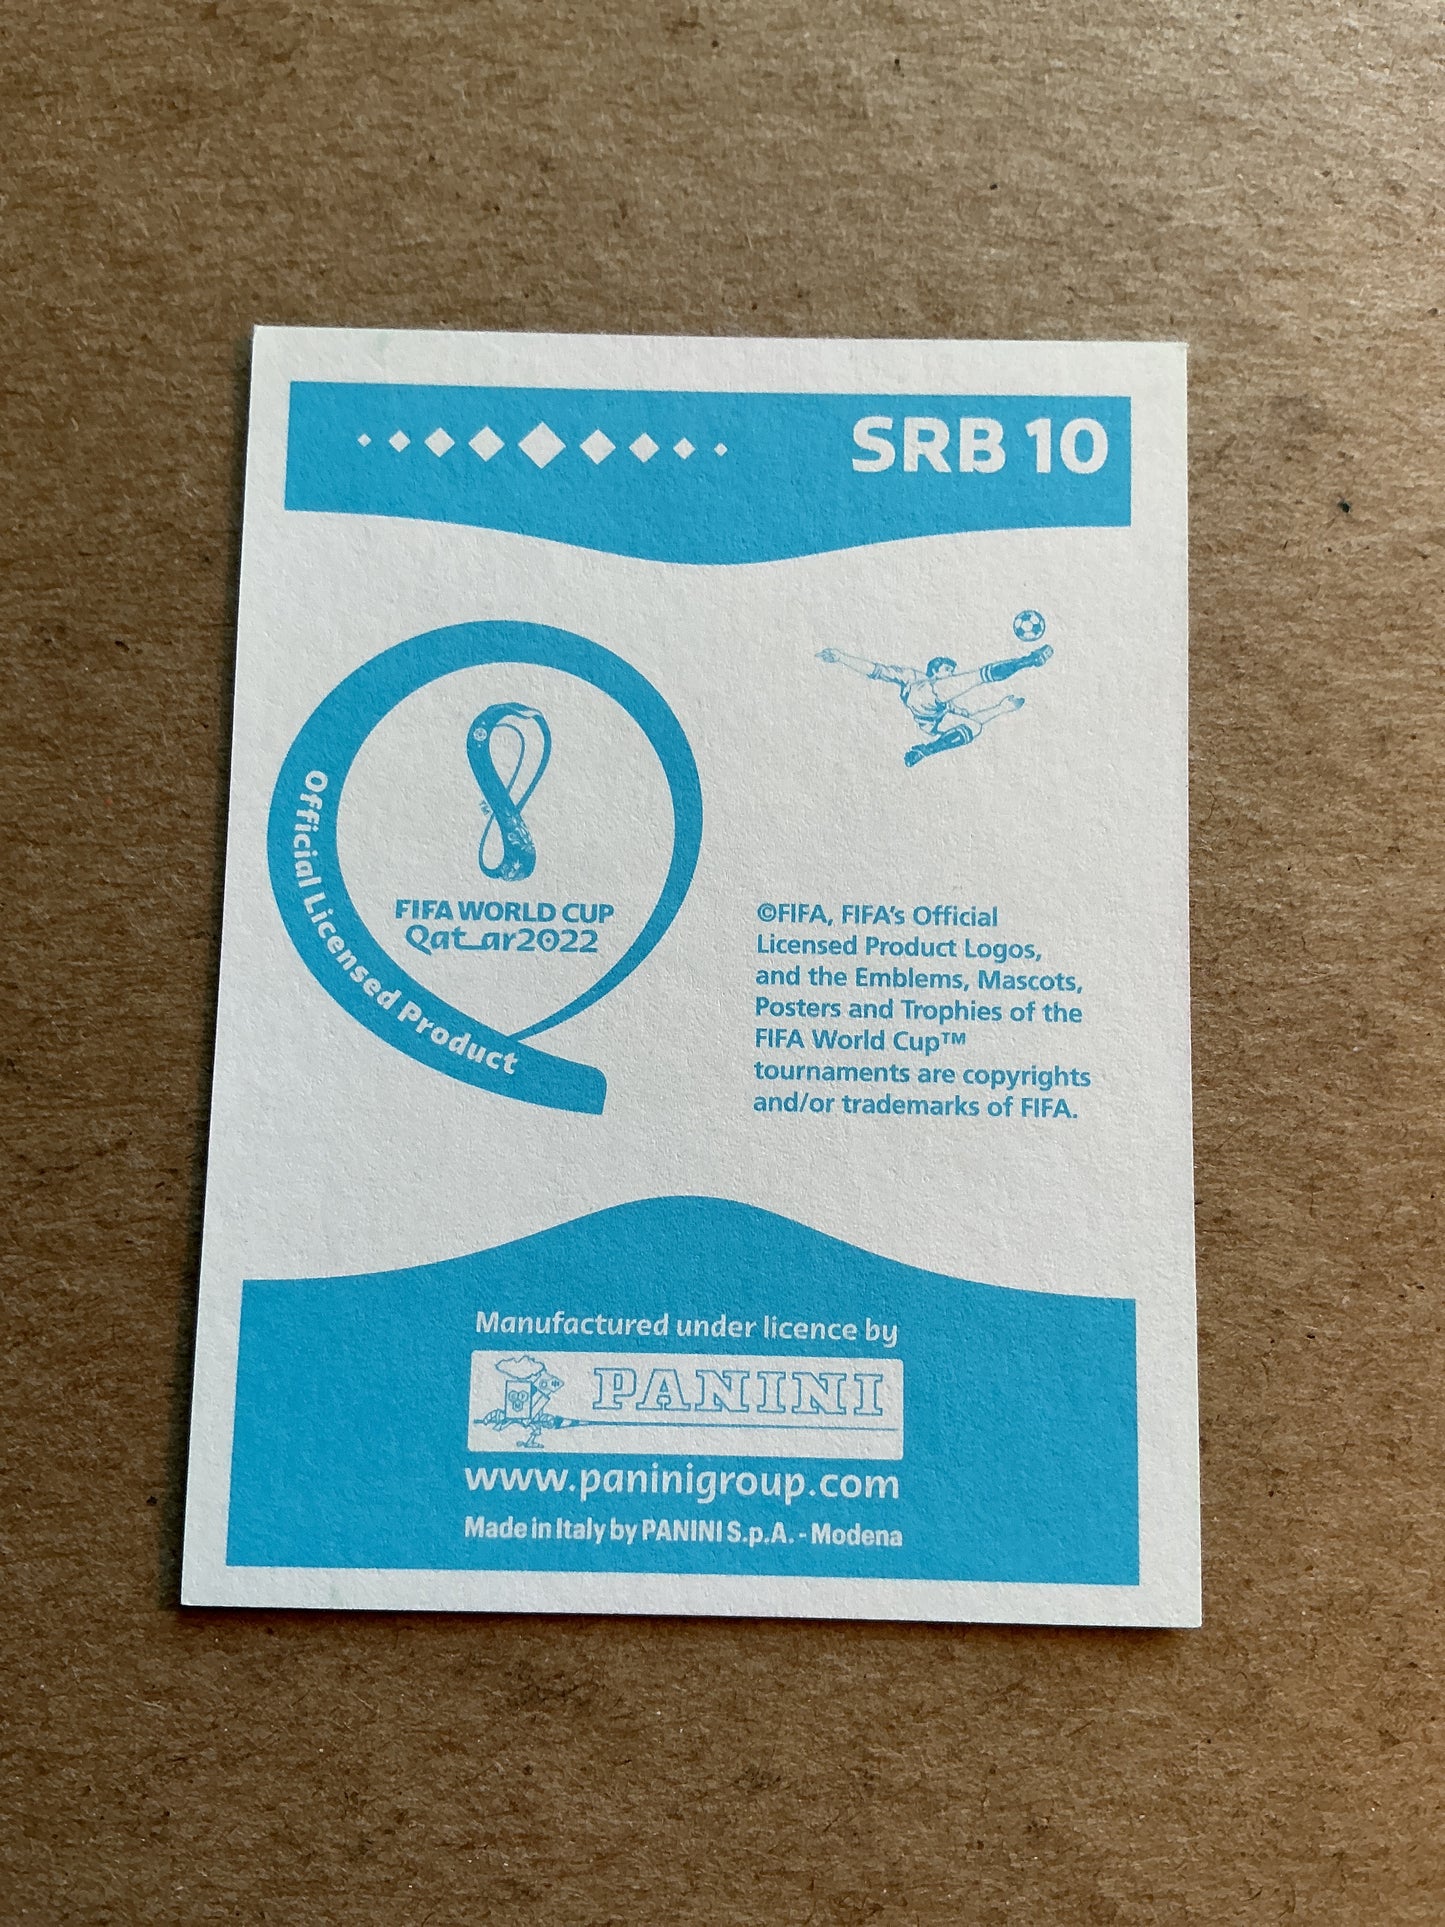 SRB 10
Official Licensed Product
TM
FIFA WORLD CUP
Qatar2022
©FIFA, FIFA's Official
Licensed Product Logos,
and the Emblems, Mascots,
Posters and Trophies of the
FIFA World Cup™
tournaments are copyrights
and/or trademarks of FIFA.
Manufactured under licence by
PANINI
www.paninigroup.com
Made in Italy by PANINI S.p.A. - Modena